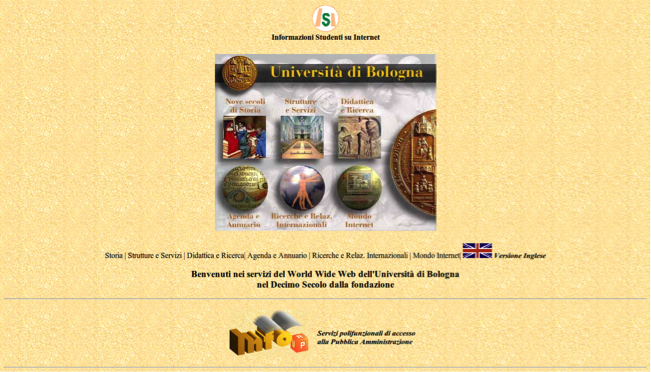 ISI
Informazioni Studenti su Internet
Università di Bologna
Nove secoli
di Storia
Strutture
e Servizi
Didattica
e Ricerca
Agenda e
Annuario
Ricerche e Relaz.
Internazionali
Mondo
Internet
Storia | Strutture e Servizi | Didattica e Ricerca| Agenda e Annuario | Ricerche e Relaz. Internazionali | Mondo Internet| Versione Inglese
Benvenuti nei servizi del World Wide Web dell'Università di Bologna
nel Decimo Secolo dalla fondazione
Info
Servizi polifunzionali di accesso
alla Pubblica Amministrazione